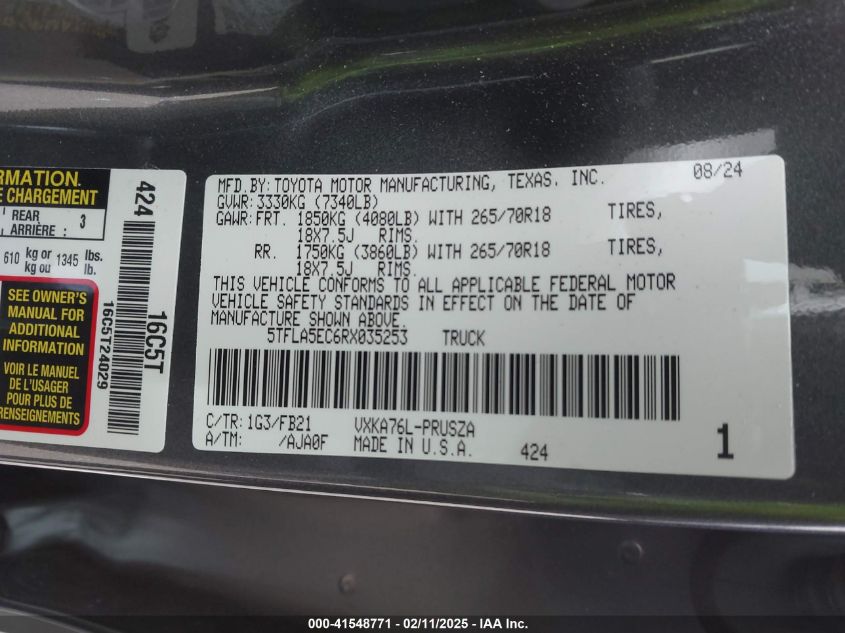 RMATION.
E CHARGEMENT
REAR
ARRIÈRE : 3
610 kg or kg ou 1345 lbs. lb.
SEE OWNER'S
MANUAL FOR
ADDITIONAL
INFORMATION
VOIR LE MANUEL
DE L'USAGER
POUR PLUS DE
RENSEIGNEMENTS
424
16C5T
16C5T24029
MFD.BY:TOYOTA MOTOR MANUFACTURING, TEXAS. INC. 08/24
GVWR:3330KG (7340LB)
GAWR:FRT. 1850KG (4080LB) WITH 265/70R18 TIRES,
18X7.5J RIMS.
RR. 1750KG (3860LB) WITH 265/70R18 TIRES,
18X7.5J RIMS.
THIS VEHICLE CONFORMS TO ALL APPLICABLE FEDERAL MOTOR
VEHICLE SAFETY STANDARDS IN EFFECT ON THE DATE OF
MANUFACTURE SHOWN ABOVE.
5TFLA5EC6RX035253 TRUCK
C/TR:1G3/FB21 VXKA76L-PRUSZA
A/TM: /AJA0F MADE IN U.S.A. 424 1
000-41548771 — 02/11/2025 — IAA Inc.